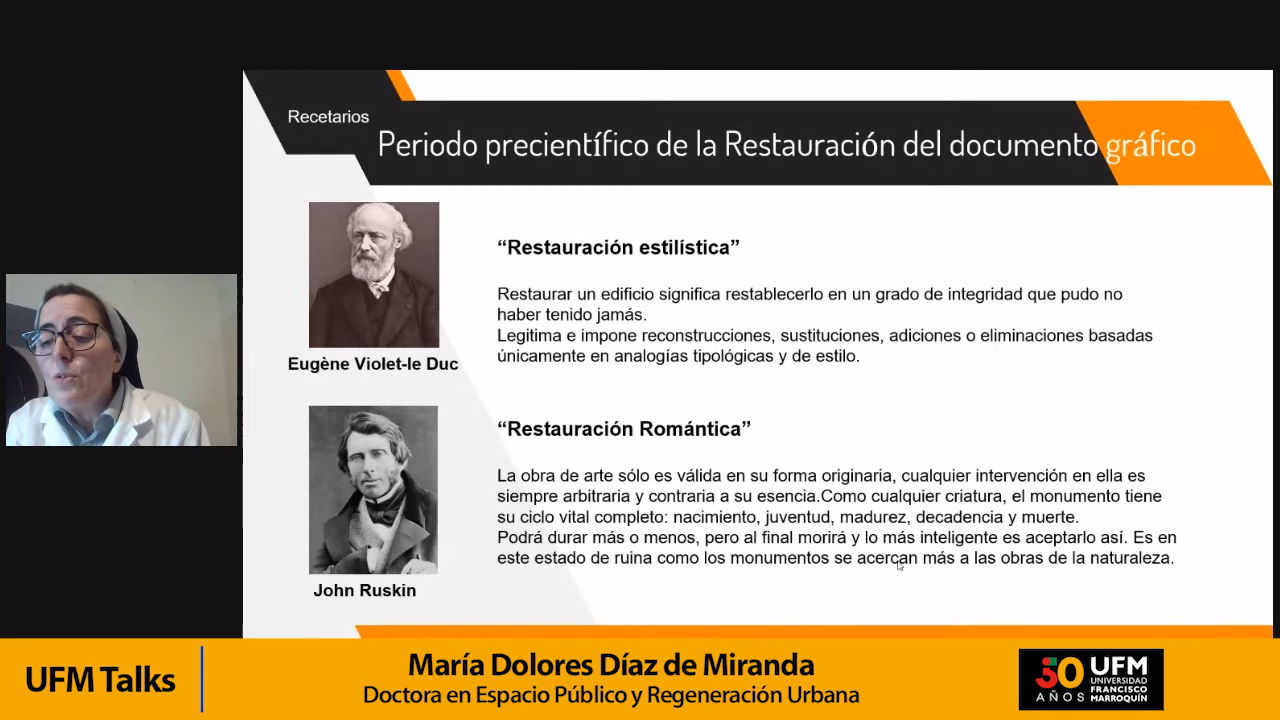 Recetarios
Periodo precientífico de la Restauración del documento gráfico
“Restauración estilística”
Restaurar un edificio significa restablecerlo en un grado de integridad que pudo no
haber tenido jamás.
Legitima e impone reconstrucciones, sustituciones, adiciones o eliminaciones basadas
únicamente en analogías tipológicas y de estilo.
Eugène Violet-le Duc
“Restauración Romántica”
La obra de arte sólo es válida en su forma originaria, cualquier intervención en ella es
siempre arbitraria y contraria a su esencia.Como cualquier criatura, el monumento tiene
su ciclo vital completo: nacimiento, juventud, madurez, decadencia y muerte.
Podrá durar más o menos, pero al final morirá y lo más inteligente es aceptarlo así. Es en
este estado de ruina como los monumentos se acercan más a las obras de la naturaleza.
John Ruskin
UFM Talks
María Dolores Díaz de Miranda
Doctora en Espacio Público y Regeneración Urbana
50 AÑOS
UFM
UNIVERSIDAD
FRANCISCO
MARROQUÍN